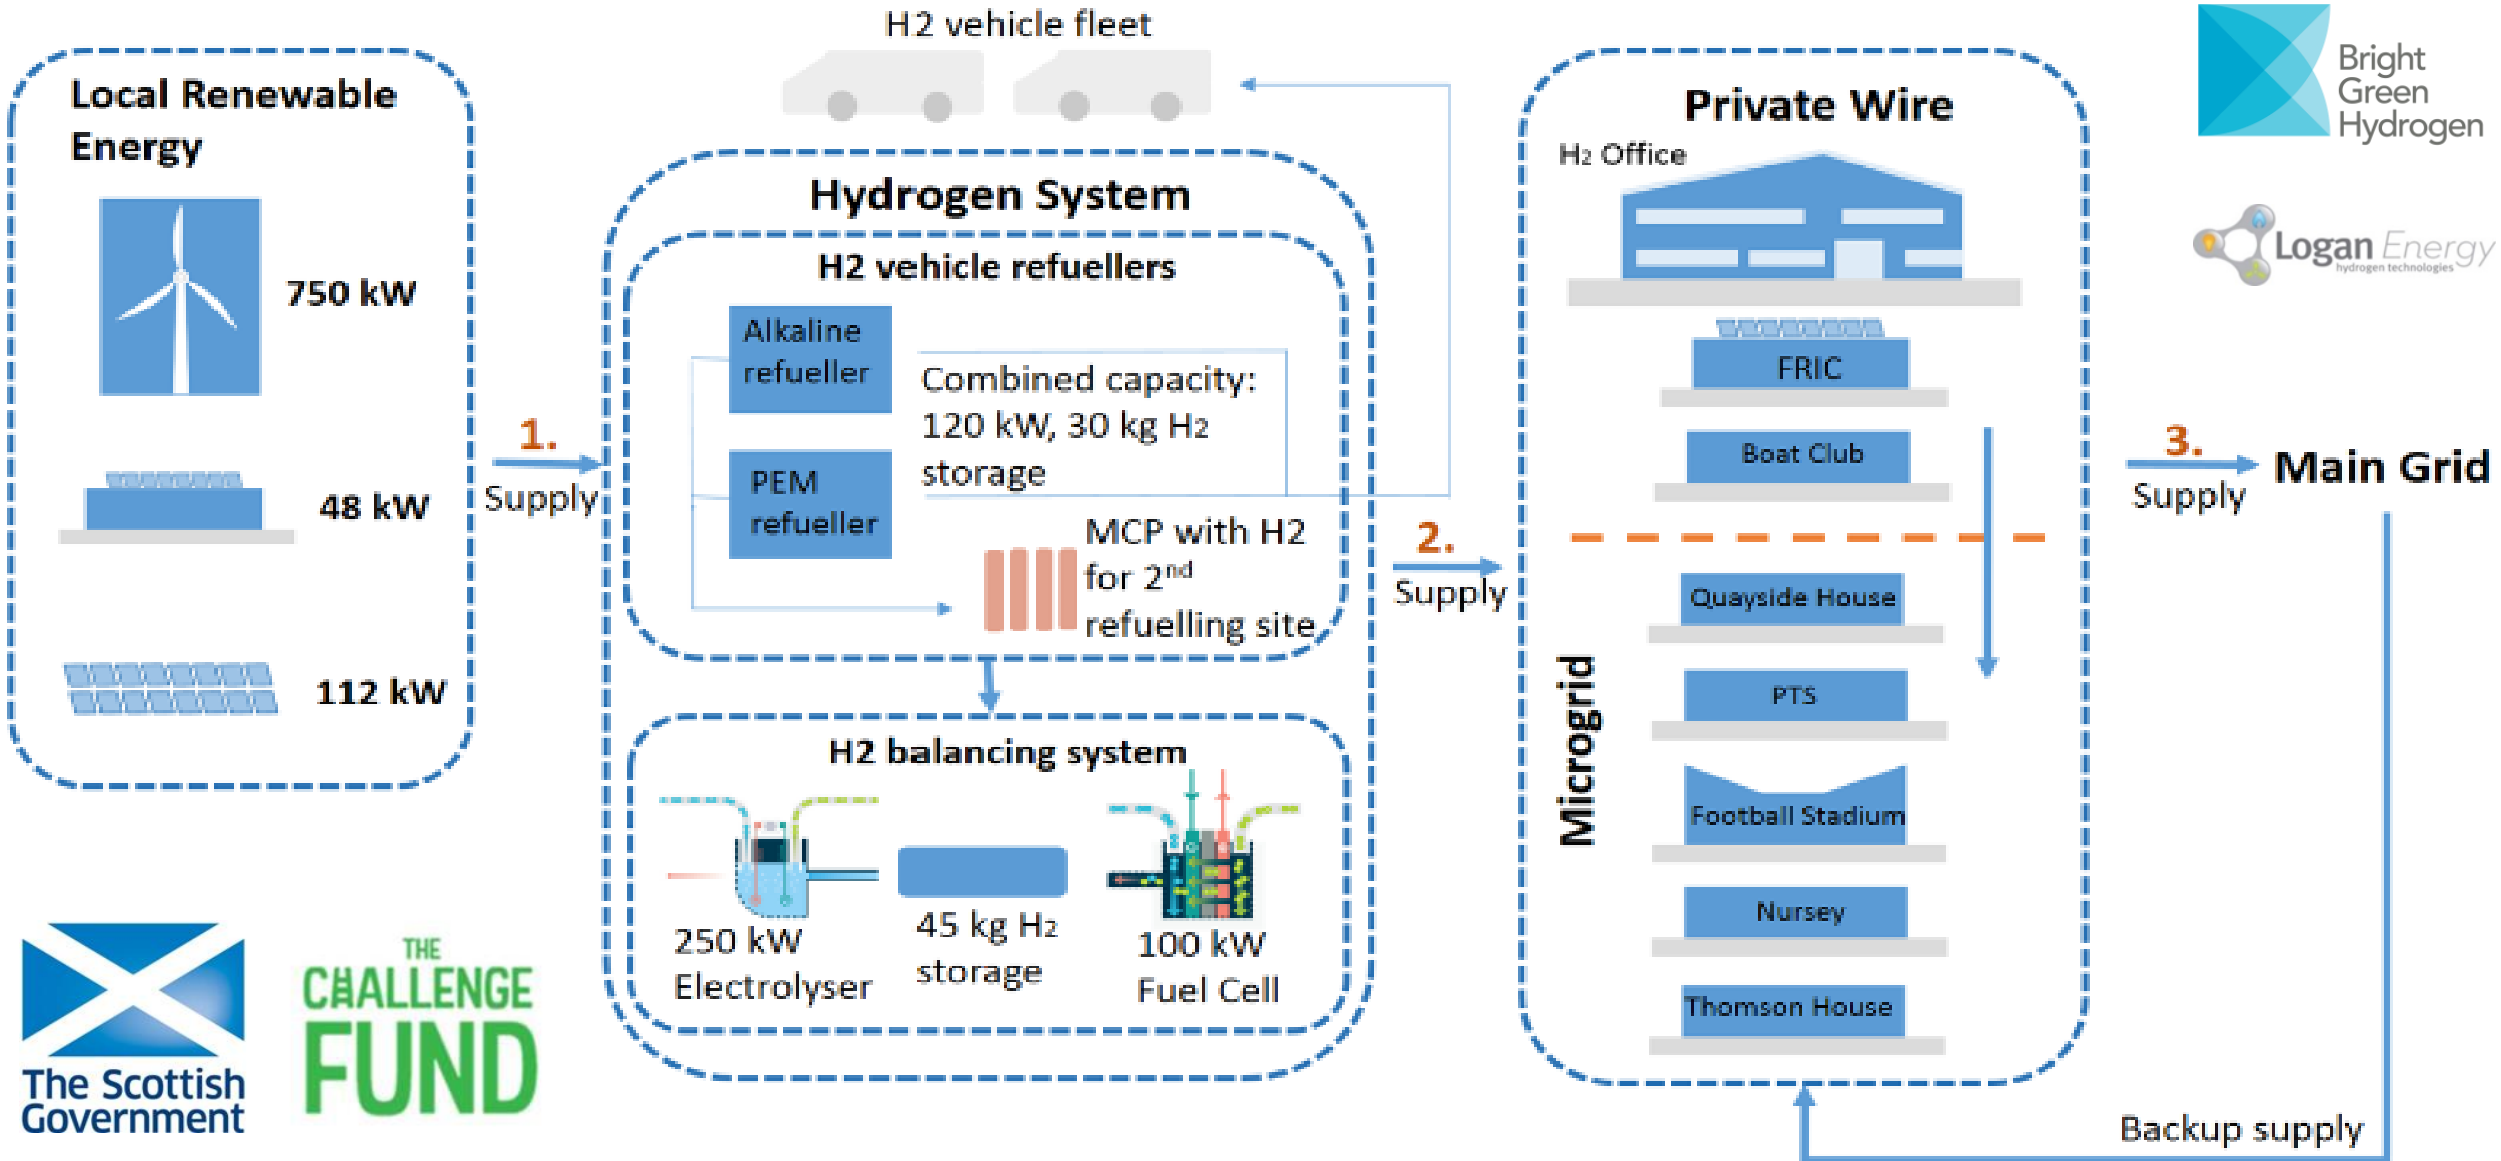 H2 vehicle fleet
Local Renewable
Energy
750 kW
48 kW
112 kW
1.
Supply
Hydrogen System
H2 vehicle refuellers
Alkaline
refueller
PEM
refueller
Combined capacity:
120 kW, 30 kg H2
storage
MCP with H2
for 2nd
refuelling site
H2 balancing system
250 kW
Electrolyser
45 kg H2
storage
100 kW
Fuel Cell
2.
Supply
Private Wire
H2 Office
FRIC
Boat Club
Microgrid
Quayside House
PTS
Football Stadium
Nursey
Thomson House
3.
Supply
Main Grid
Backup supply
Bright
Green
Hydrogen
Logan Energy
hydrogen technologies
The Scottish
Government
THE
CHALLENGE
FUND